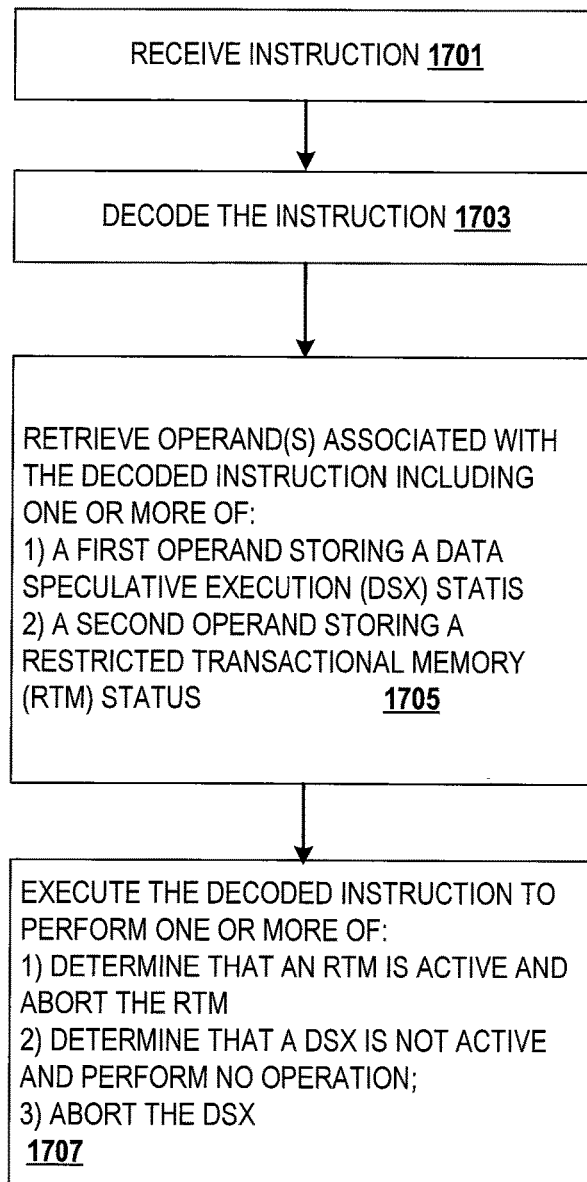 RECEIVE INSTRUCTION 1701
DECODE THE INSTRUCTION 1703
RETRIEVE OPERAND(S) ASSOCIATED WITH
THE DECODED INSTRUCTION INCLUDING
ONE OR MORE OF:
1) A FIRST OPERAND STORING A DATA
SPECULATIVE EXECUTION (DSX) STATIS
2) A SECOND OPERAND STORING A
RESTRICTED TRANSACTIONAL MEMORY
(RTM) STATUS 1705
EXECUTE THE DECODED INSTRUCTION TO
PERFORM ONE OR MORE OF:
1) DETERMINE THAT AN RTM IS ACTIVE AND
ABORT THE RTM
2) DETERMINE THAT A DSX IS NOT ACTIVE
AND PERFORM NO OPERATION;
3) ABORT THE DSX
1707